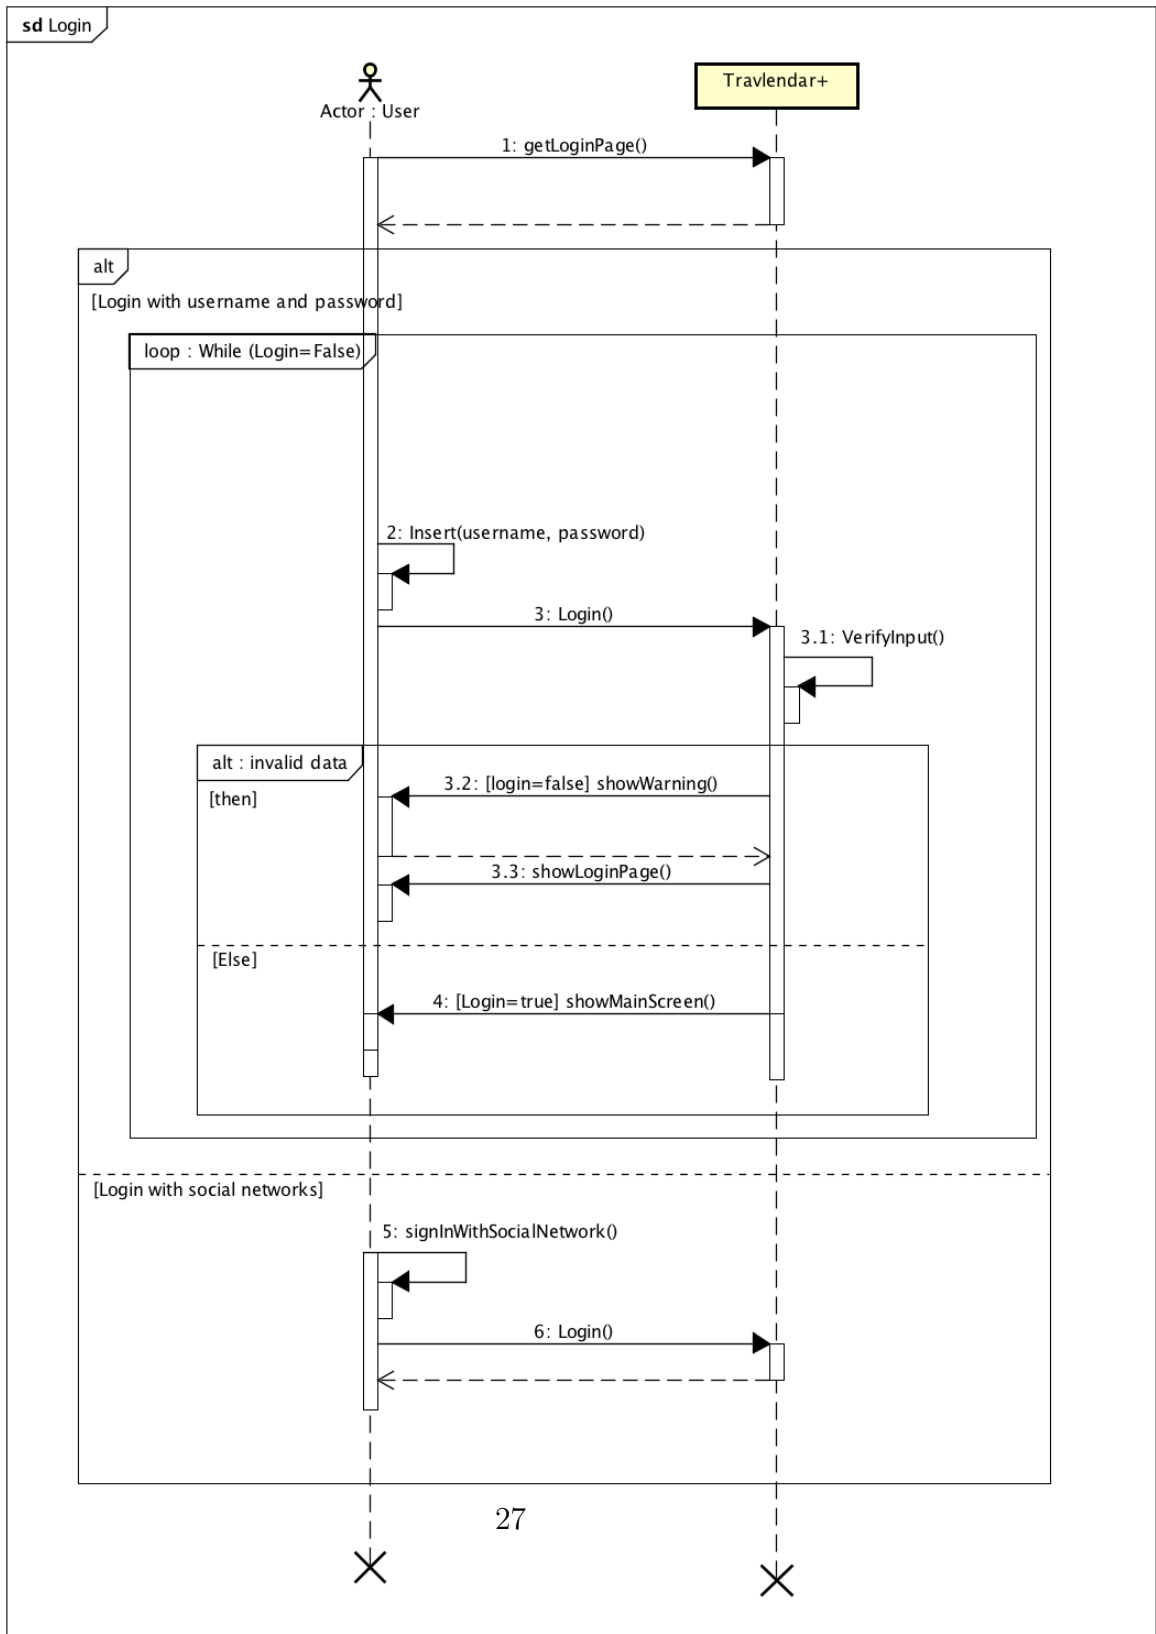 sd Login
Actor : User
Travlendar+
1: getLoginPage()
alt
[Login with username and password]
loop : While (Login=False)
2: Insert(username, password)
3: Login()
3.1: VerifyInput()
alt : invalid data
3.2: [login=false] showWarning()
[then]
3.3: showLoginPage()
[Else]
4: [Login=true] showMainScreen()
[Login with social networks]
5: signInWithSocialNetwork()
6: Login()
27